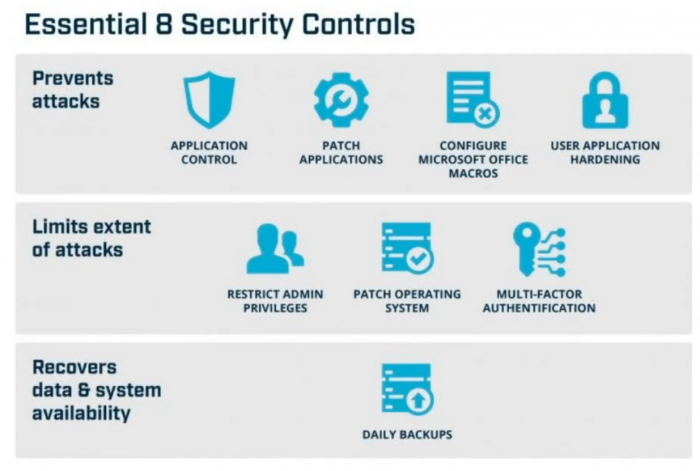 Essential 8 Security Controls
Prevents
attacks
APPLICATION
CONTROL
PATCH
APPLICATIONS
CONFIGURE
MICROSOFT OFFICE
MACROS
USER APPLICATION
HARDENING
Limits extent
of attacks
RESTRICT ADMIN
PRIVILEGES
PATCH OPERATING
SYSTEM
MULTI-FACTOR
AUTHENTIFICATION
Recovers
data & system
availability
DAILY BACKUPS